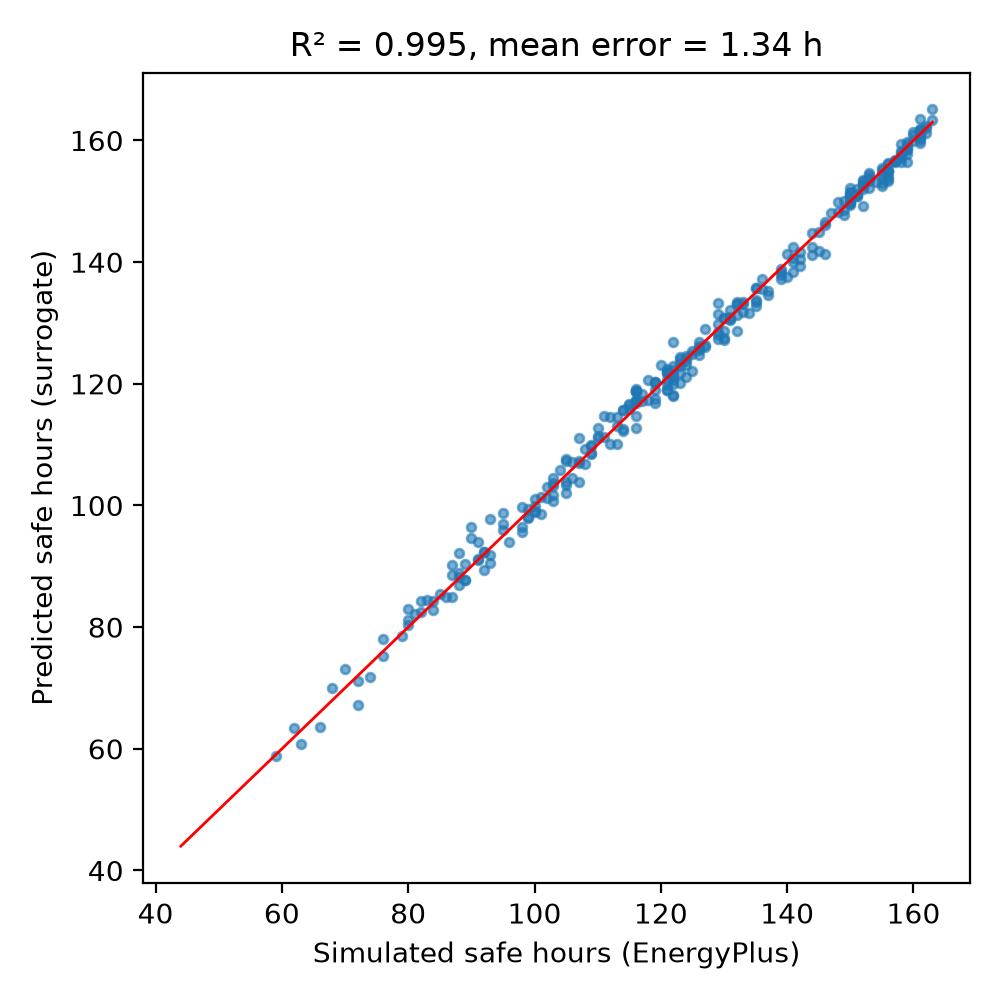 R² = 0.995, mean error = 1.34 h
Predicted safe hours (surrogate)
160
140
120
100
80
60
40
40 60 80 100 120 140 160
Simulated safe hours (EnergyPlus)